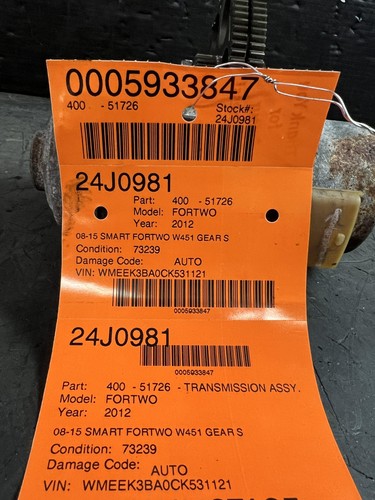 0005933847
400 - 51726
Stock#:
24J0981
24J0981
Part: 400 - 51726
Model: FORTWO
Year: 2012
08-15 SMART FORTWO W451 GEAR S
Condition: 73239
Damage Code: AUTO
VIN: WMEEK3BA0CK531121
0005933847
24J0981
0005933847
Part: 400 - 51726 - TRANSMISSION ASSY.
Model: FORTWO
Year: 2012
08-15 SMART FORTWO W451 GEAR S
Condition: 73239
Damage Code: AUTO
VIN: WMEEK3BA0CK531121